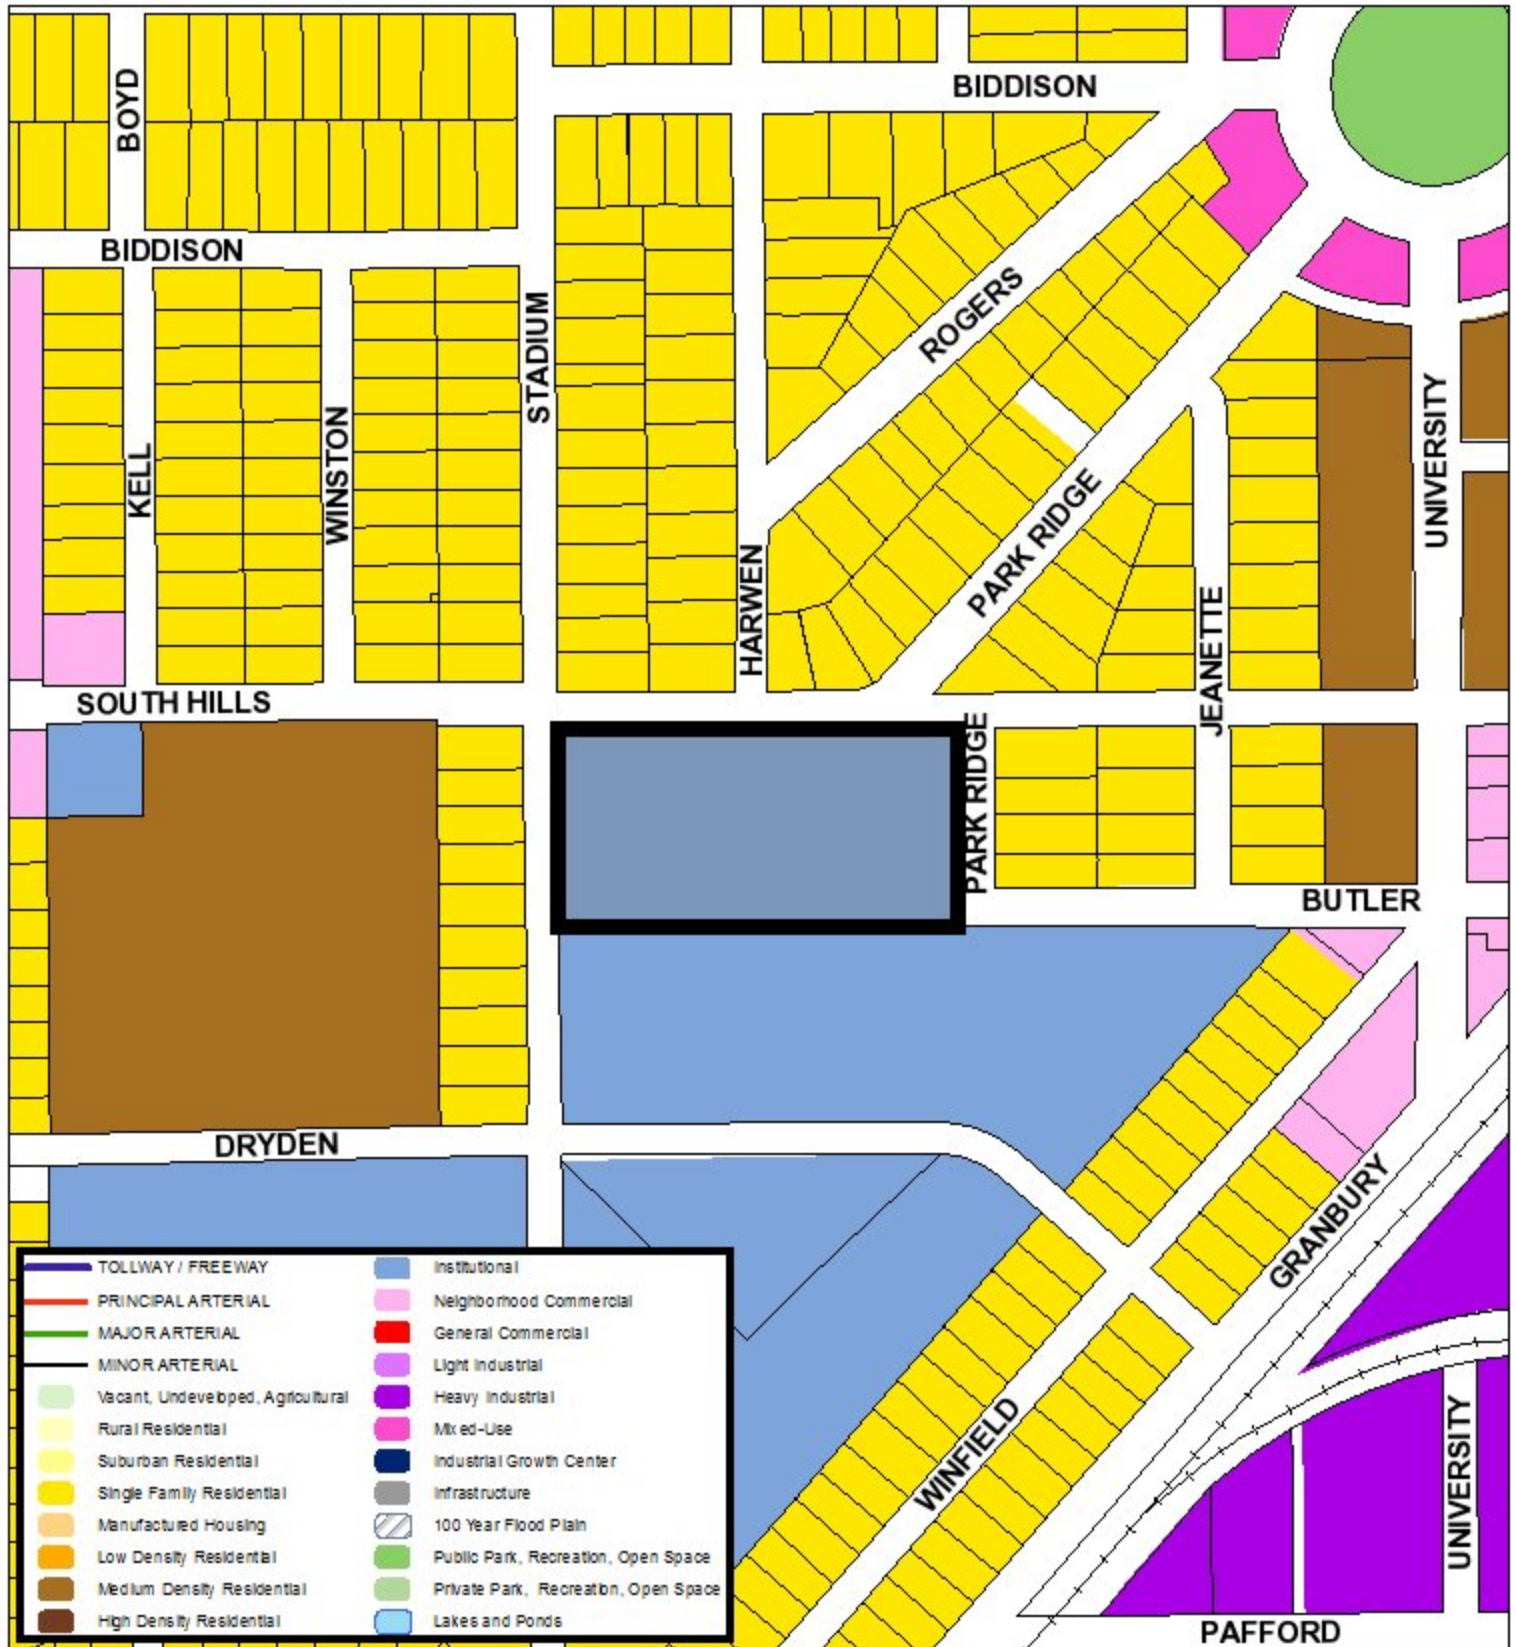 BIDDISON
BOYD
BIDDISON
ROGERS
STADIUM
KELL
WINSTON
UNIVERSITY
PARK RIDGE
HARWEN
JEANETTE
SOUTH HILLS
PARK RIDGE
BUTLER
DRYDEN
GRANBURY
WINFIELD
UNIVERSITY
PAFFORD
TOLLWAY / FREEWAY
PRINCIPAL ARTERIAL
MAJOR ARTERIAL
MINOR ARTERIAL
Vacant, Undeveloped, Agricultural
Rural Residential
Suburban Residential
Single Family Residential
Manufactured Housing
Low Density Residential
Medium Density Residential
High Density Residential
Institutional
Neighborhood Commercial
General Commercial
Light Industrial
Heavy Industrial
Mixed-Use
Industrial Growth Center
Infrastructure
100 Year Flood Plain
Public Park, Recreation, Open Space
Private Park, Recreation, Open Space
Lakes and Ponds